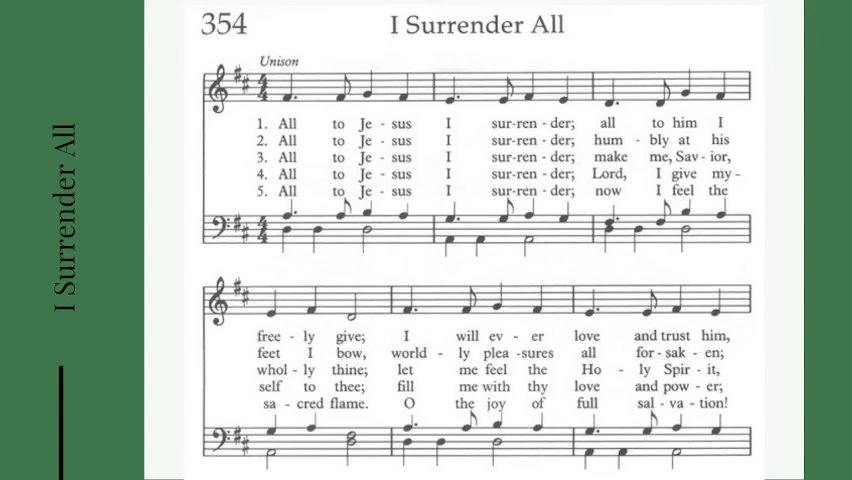 I Surrender All
354
I Surrender All
Unison
1. All to Je - sus I sur-ren - der; all to him I
2. All to Je - sus I sur-ren - der; hum - bly at his
3. All to Je - sus I sur-ren - der; make me, Sav - ior,
4. All to Je - sus I sur-ren - der; Lord, I give my -
5. All to Je - sus I sur-ren - der; now I feel the
free - ly give; I will ev - er love and trust him,
feet I bow, world - ly plea - sures all for - sak - en;
whol - ly thine; let me feel the Ho - ly Spir - it,
self to thee; fill me with thy love and pow - er;
sa - cred flame. O the joy of full sal - va - tion!